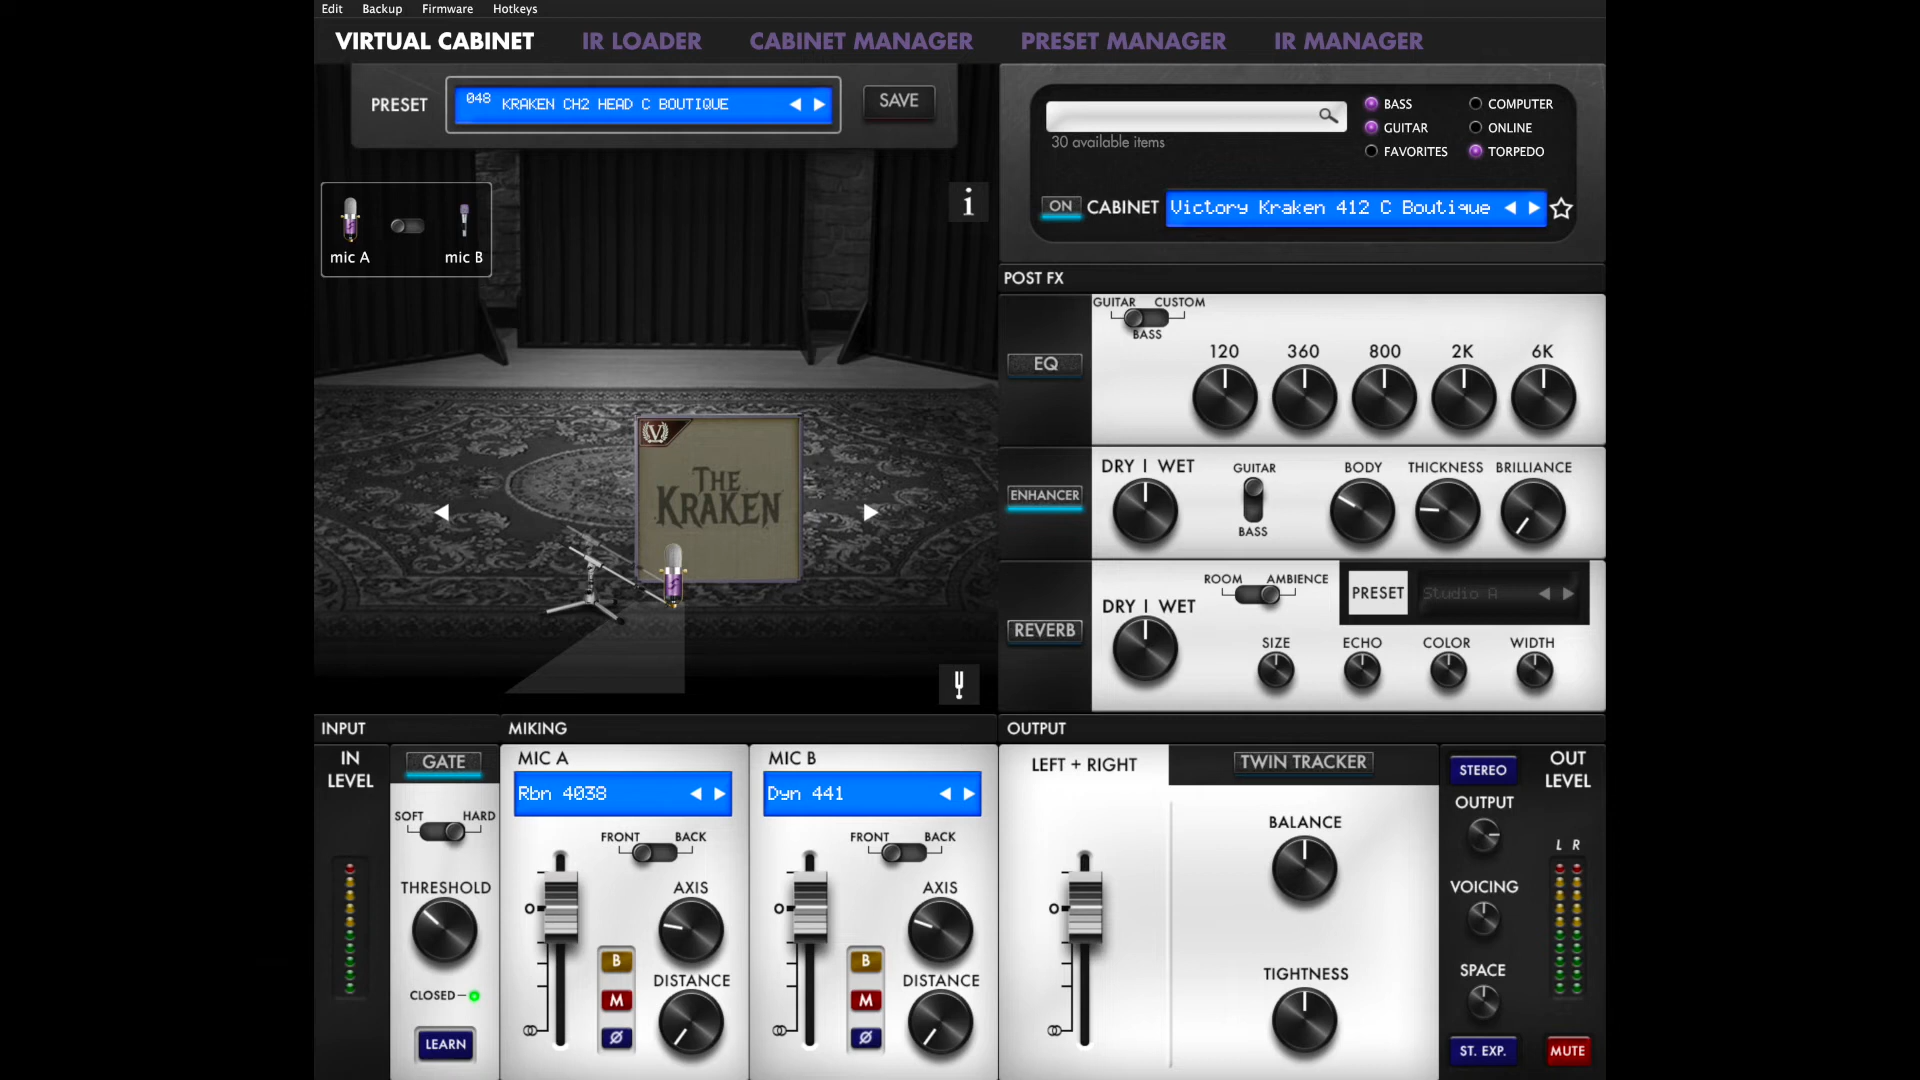 Edit Backup Firmware Hotkeys
VIRTUAL CABINET IR LOADER CABINET MANAGER PRESET MANAGER IR MANAGER
PRESET 048 KRAKEN CH2 HEAD C BOUTIQUE SAVE
mic A mic B
i
V
THE
KRAKEN
30 available items
BASS COMPUTER
GUITAR ONLINE
FAVORITES TORPEDO
ON CABINET Victory Kraken 412 C Boutique
POST FX
EQ
GUITAR CUSTOM
BASS
120 360 800 2K 6K
ENHANCER
DRY | WET GUITAR BODY THICKNESS BRILLIANCE
BASS
REVERB
DRY | WET
ROOM AMBIENCE
PRESET Studio A
SIZE ECHO COLOR WIDTH
INPUT
IN
LEVEL
GATE
SOFT HARD
THRESHOLD
CLOSED
LEARN
MIKING
MIC A
Rbn 4038
FRONT BACK
0
AXIS
B
M
Ø
DISTANCE
MIC B
Dyn 441
FRONT BACK
0
AXIS
B
M
Ø
DISTANCE
OUTPUT
LEFT + RIGHT
0
TWIN TRACKER
BALANCE
TIGHTNESS
STEREO
OUTPUT
VOICING
SPACE
ST. EXP.
OUT
LEVEL
L R
MUTE